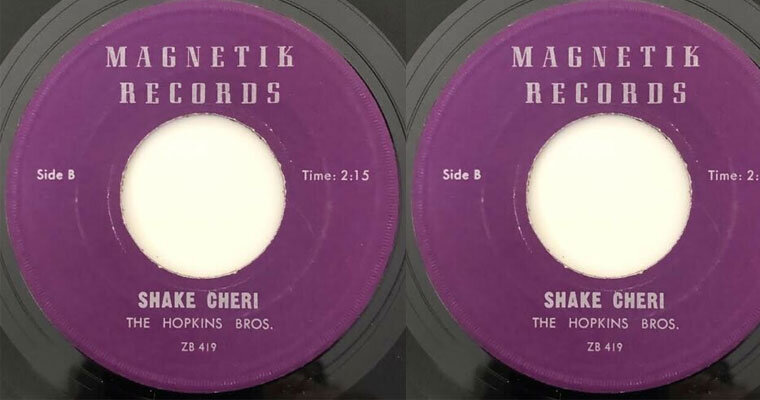 MAGNETIK
RECORDS
Side B
Time: 2:15
SHAKE CHERI
THE HOPKINS BROS.
ZB 419
MAGNETIK
RECORDS
Side B
Time: 2:
SHAKE CHERI
THE HOPKINS BROS.
ZB 419